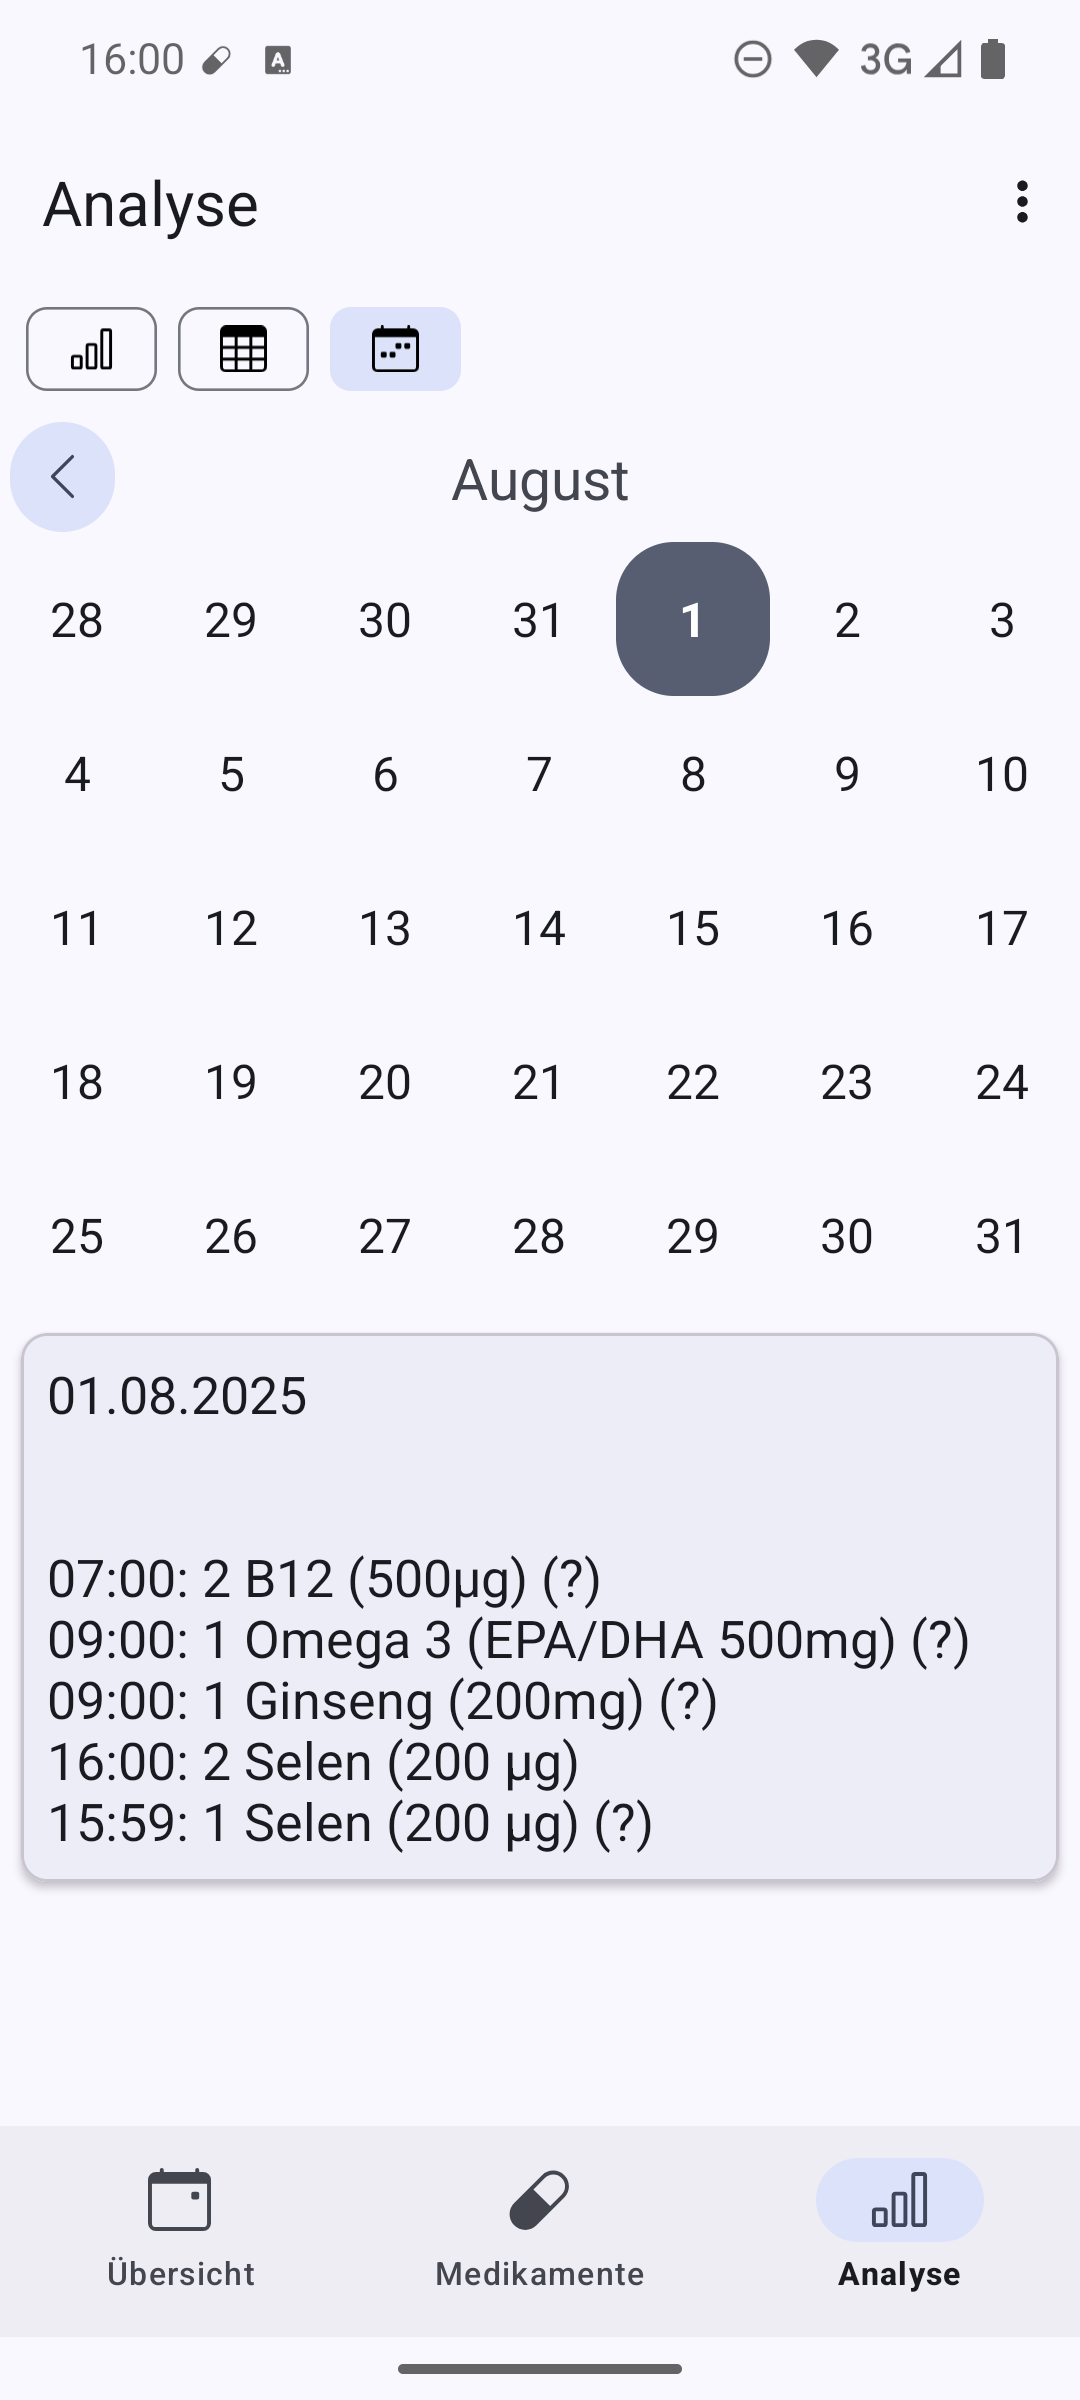 16:00 A 3G
Analyse
August
28 29 30 31 1 2 3
4 5 6 7 8 9 10
11 12 13 14 15 16 17
18 19 20 21 22 23 24
25 26 27 28 29 30 31
01.08.2025
07:00: 2 B12 (500µg) (?)
09:00: 1 Omega 3 (EPA/DHA 500mg) (?)
09:00: 1 Ginseng (200mg) (?)
16:00: 2 Selen (200 µg)
15:59: 1 Selen (200 µg) (?)
Übersicht Medikamente Analyse